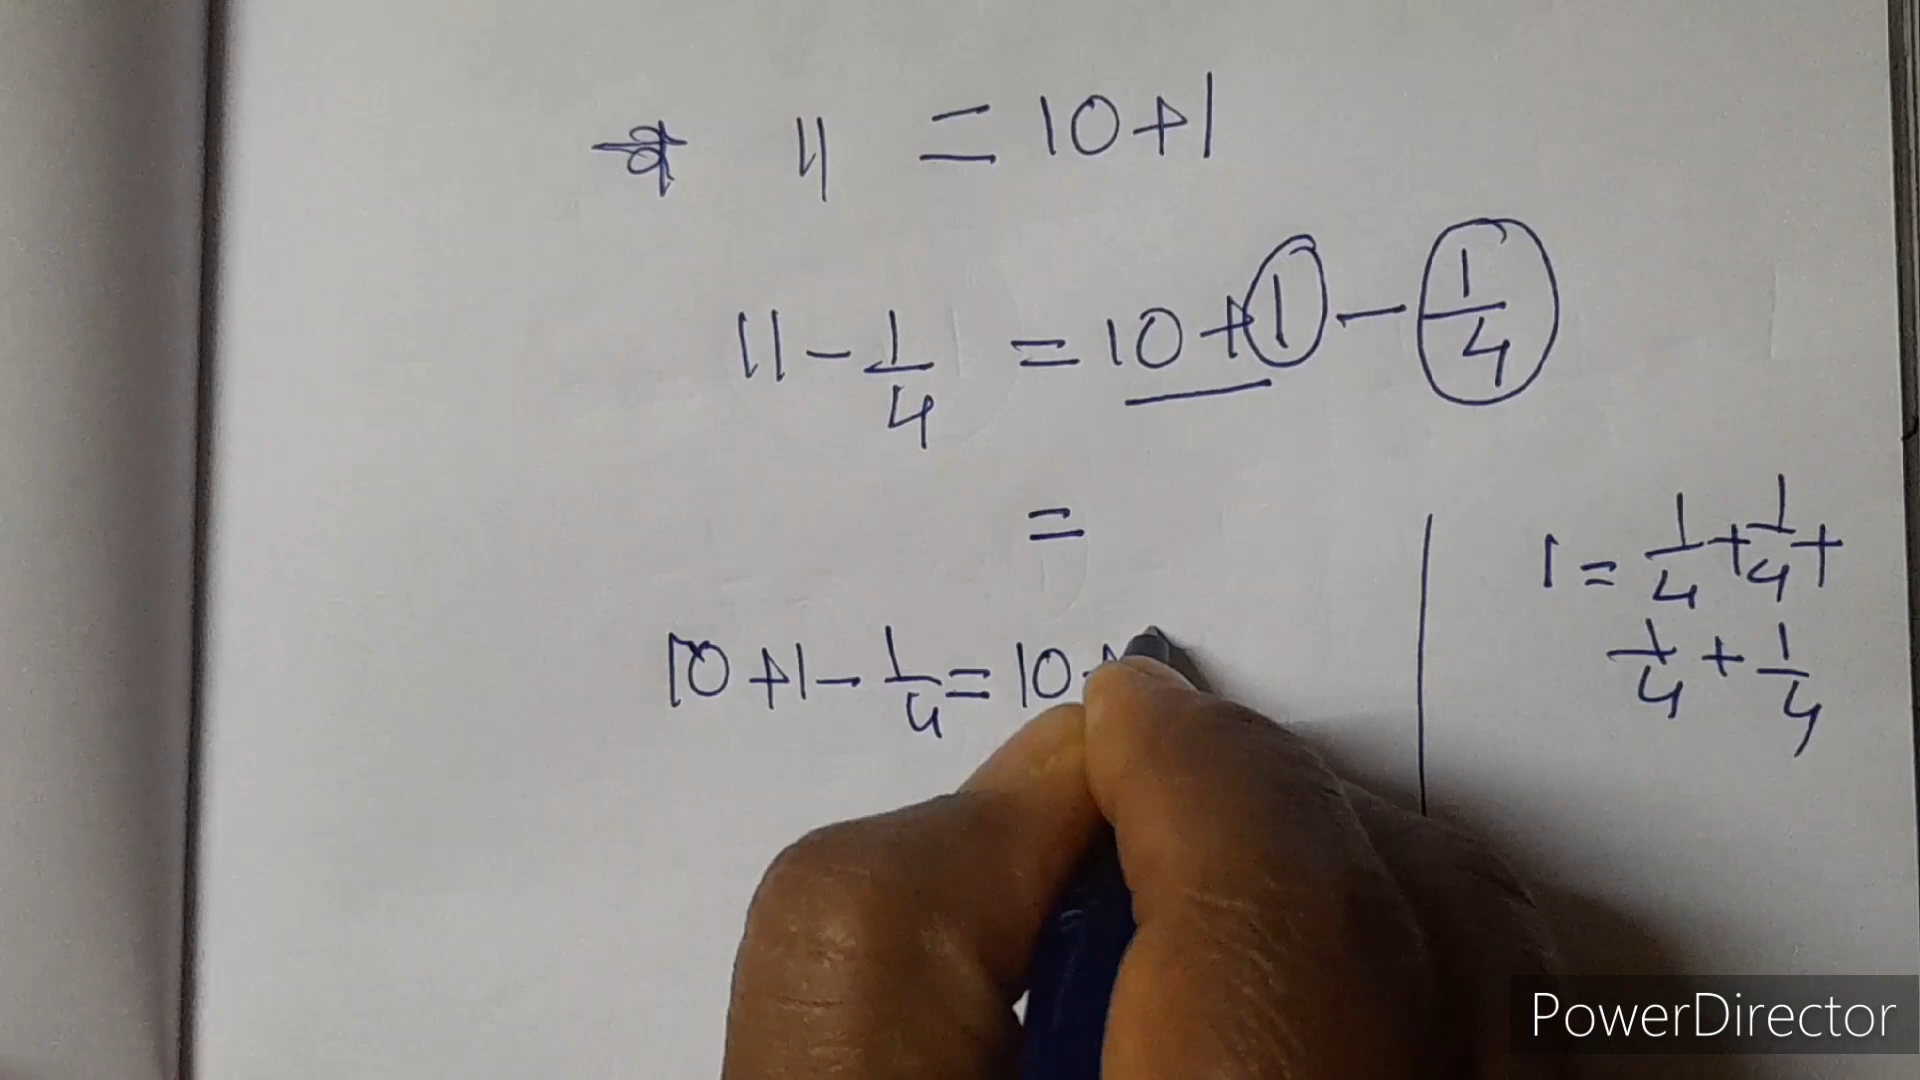 11 = 10+1
11 - 1/4 = 10 + 1 - 1/4
=
1 = 1/4 + 1/4 +
1/4 + 1/4
10 + 1 - 1/4 = 10 +
PowerDirector